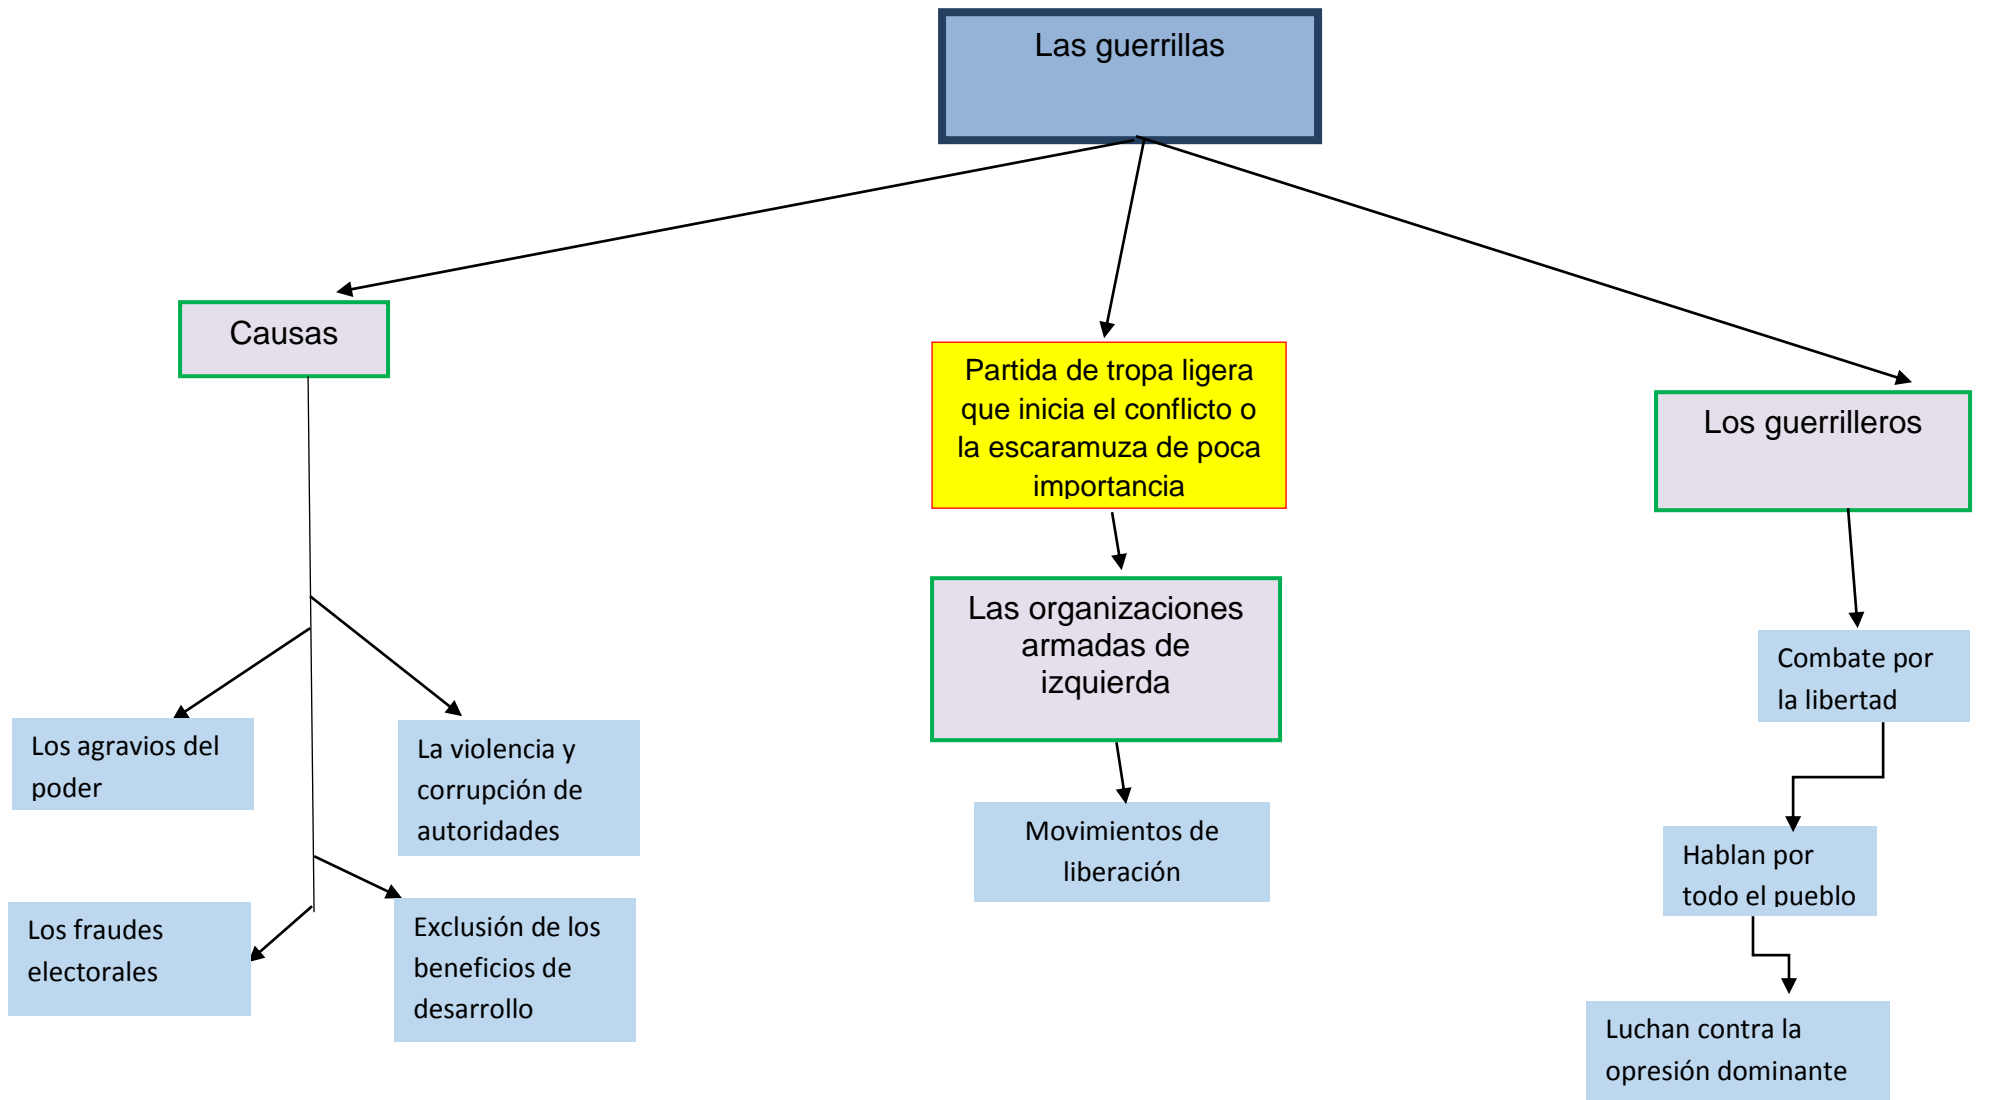 Las guerrillas
Causas
Partida de tropa ligera
que inicia el conflicto o
la escaramuza de poca
importancia
Los guerrilleros
Las organizaciones
armadas de
izquierda
Combate por
la libertad
Los agravios del
poder
La violencia y
corrupción de
autoridades
Movimientos de
liberación
Hablan por
todo el pueblo
Los fraudes
electorales
Exclusión de los
beneficios de
desarrollo
Luchan contra la
opresión dominante